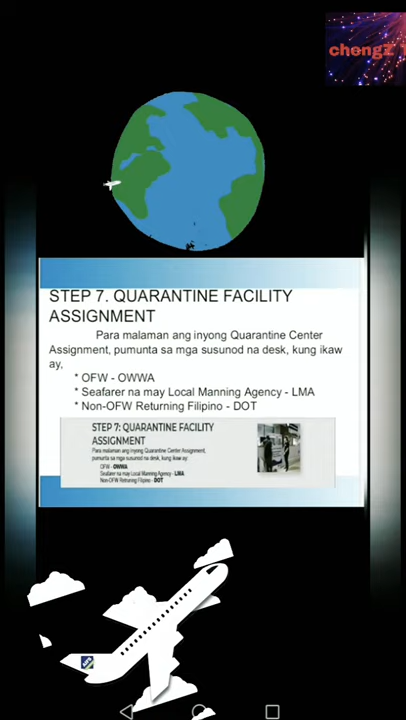 chengZ
STEP 7. QUARANTINE FACILITY
ASSIGNMENT
Para malaman ang inyong Quarantine Center
Assignment, pumunta sa mga susunod na desk, kung ikaw
ay,
* OFW - OWWA
* Seafarer na may Local Manning Agency - LMA
* Non-OFW Returning Filipino - DOT
STEP 7: QUARANTINE FACILITY
ASSIGNMENT
Para malaman ang inyong Quarantine Center Assignment,
pumunta sa mga susunod na desk, kung ikaw ay:
OFW - OWWA
Seafarer na may Local Manning Agency - LMA
Non-OFW Returning Filipino - DOT